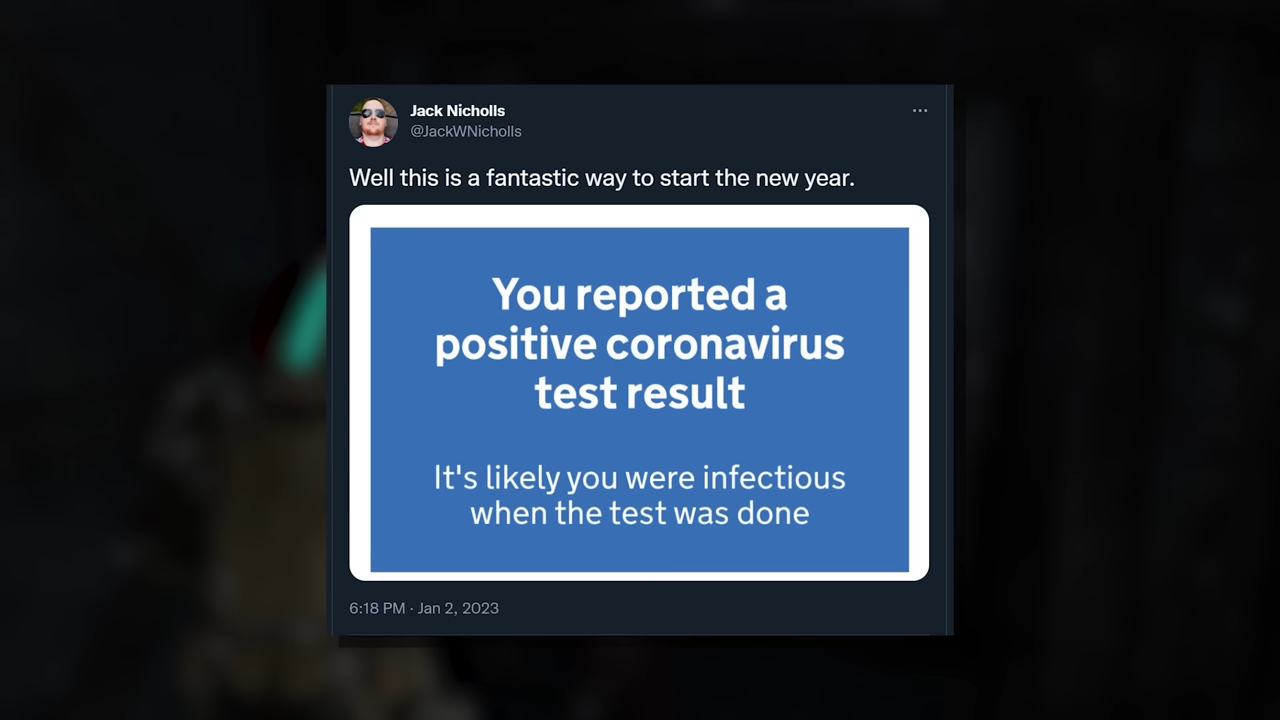 Jack Nicholls
@JackWNicholls
Well this is a fantastic way to start the new year.
You reported a
positive coronavirus
test result
It's likely you were infectious
when the test was done
6:18 PM · Jan 2, 2023